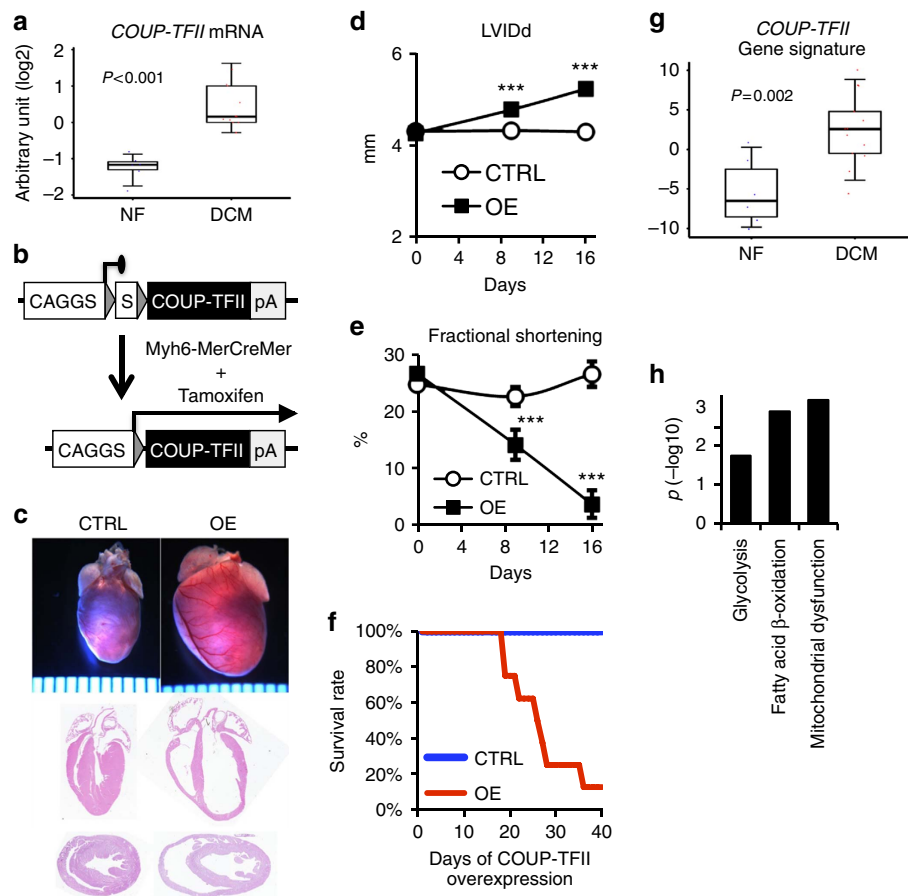 a
COUP-TFII mRNA
Arbitrary unit (log2)
2
1
0
−1
−2
P<0.001
NF DCM
b
CAGGS S COUP-TFII pA
Myh6-MerCreMer
+
Tamoxifen
CAGGS COUP-TFII pA
c
CTRL OE
d
LVIDd
mm
6
4
2
***
***
CTRL
OE
0 4 8 12 16
Days
e
Fractional shortening
%
30
20
10
0
***
***
CTRL
OE
0 4 8 12 16
Days
f
Survival rate
100%
80%
60%
40%
20%
0%
CTRL
OE
0 10 20 30 40
Days of COUP-TFII
overexpression
g
COUP-TFII
Gene signature
10
5
0
−5
−10
P=0.002
NF DCM
h
p (−log10)
3
2
1
0
Glycolysis
Fatty acid β-oxidation
Mitochondrial dysfunction